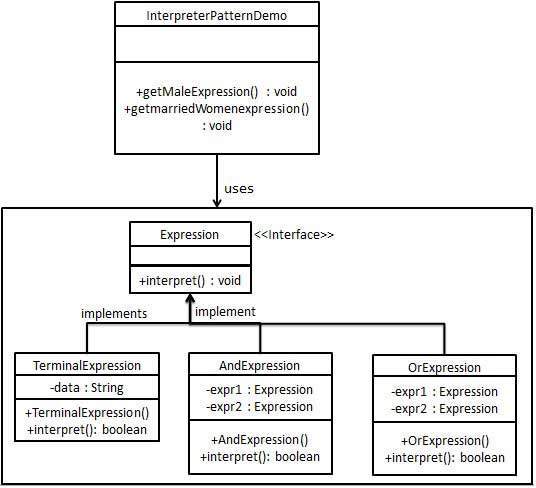 InterpreterPatternDemo
+getMaleExpression() : void
+getmarriedWomenexpression()
: void
uses
Expression
<<Interface>>
+interpret() : void
implements
implement
TerminalExpression
-data : String
+TerminalExpression()
+interpret(): boolean
AndExpression
-expr1 : Expression
-expr2 : Expression
+AndExpression()
+interpret(): boolean
OrExpression
-expr1 : Expression
-expr2 : Expression
+OrExpression()
+interpret(): boolean